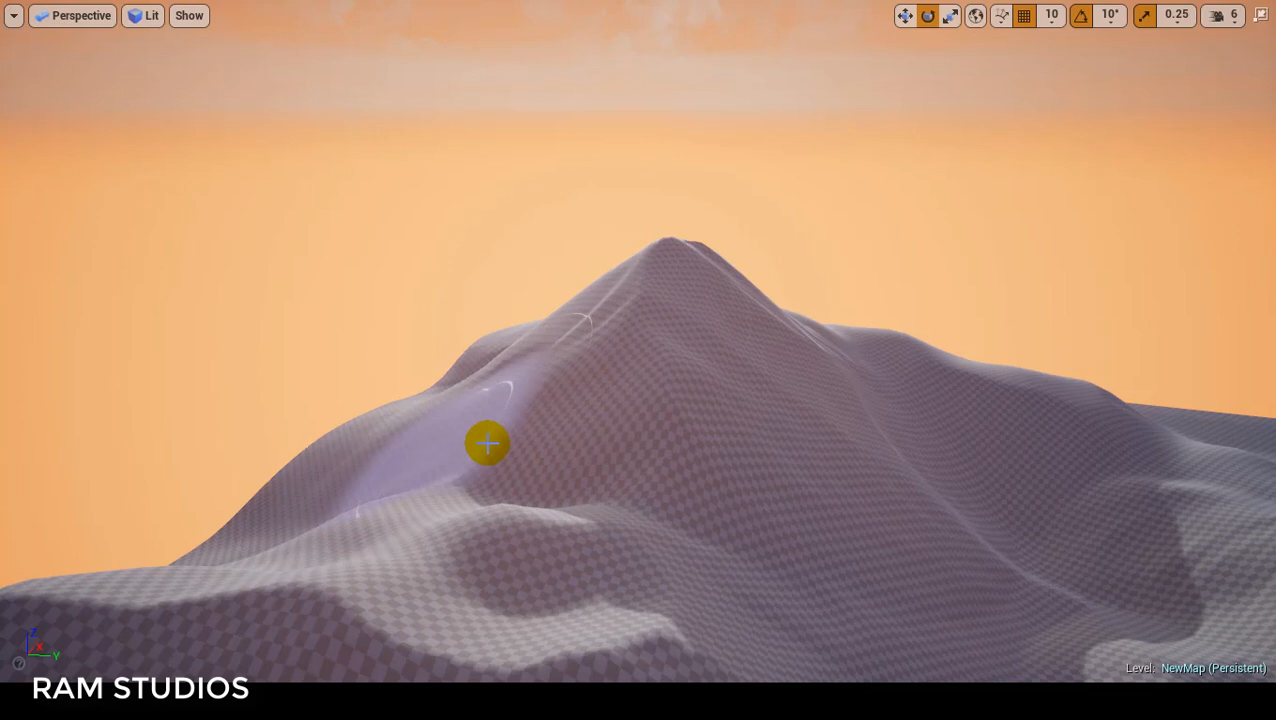 Perspective Lit Show 10 10° 0.25 6
Z
X
Y
Level: NewMap (Persistent)
RAM STUDIOS